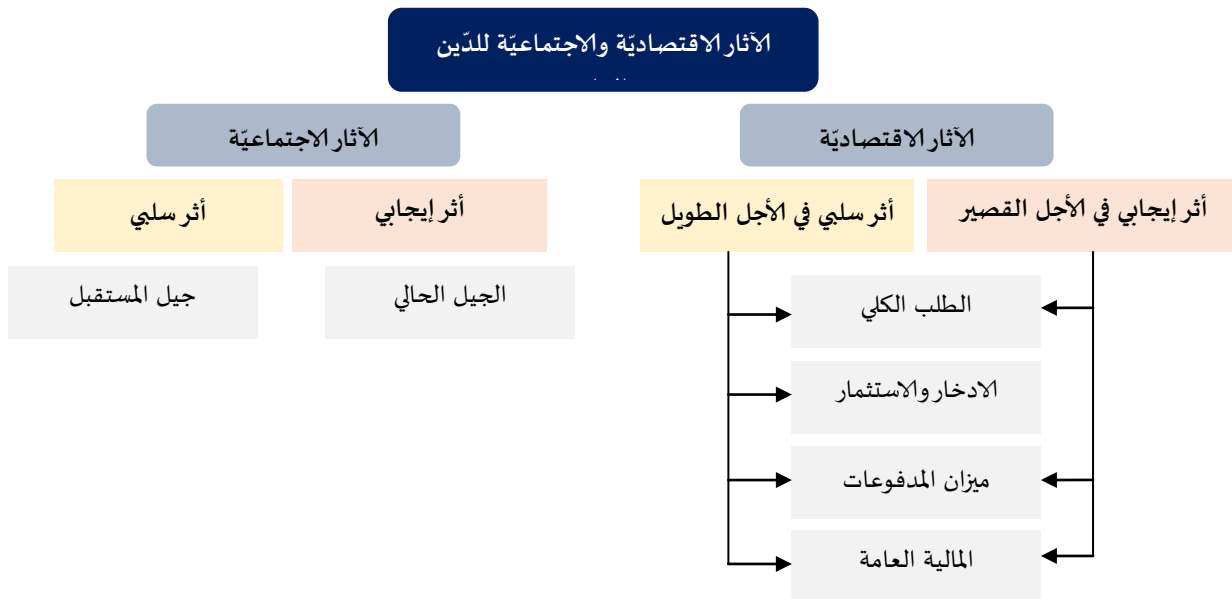 الآثار الاقتصاديّة والاجتماعيّة للدّين
الآثار الاقتصاديّة
الآثار الاجتماعيّة
أثر إيجابي في الأجل القصير
أثر سلبي في الأجل الطويل
أثر إيجابي
أثر سلبي
الطلب الكلي
الادخار والاستثمار
ميزان المدفوعات
المالية العامة
الجيل الحالي
جيل المستقبل